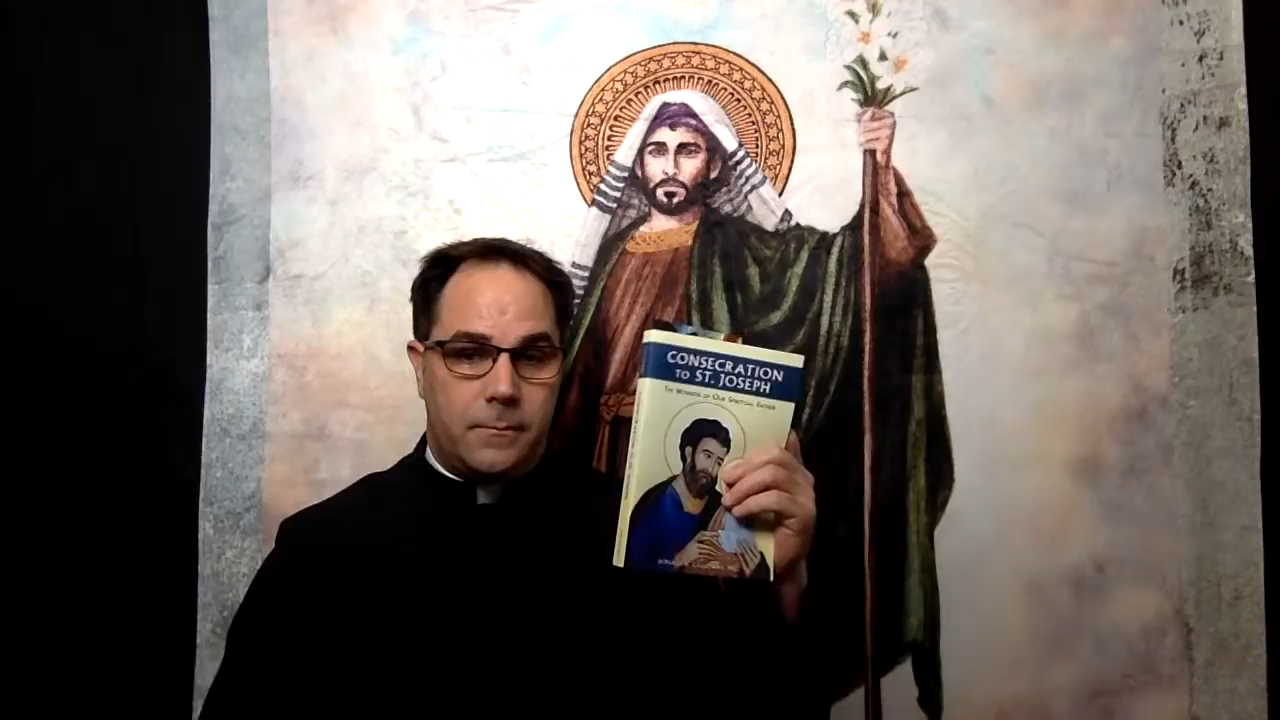 CONSECRATION
TO ST. JOSEPH
THE WONDERS OF OUR SPIRITUAL FATHER